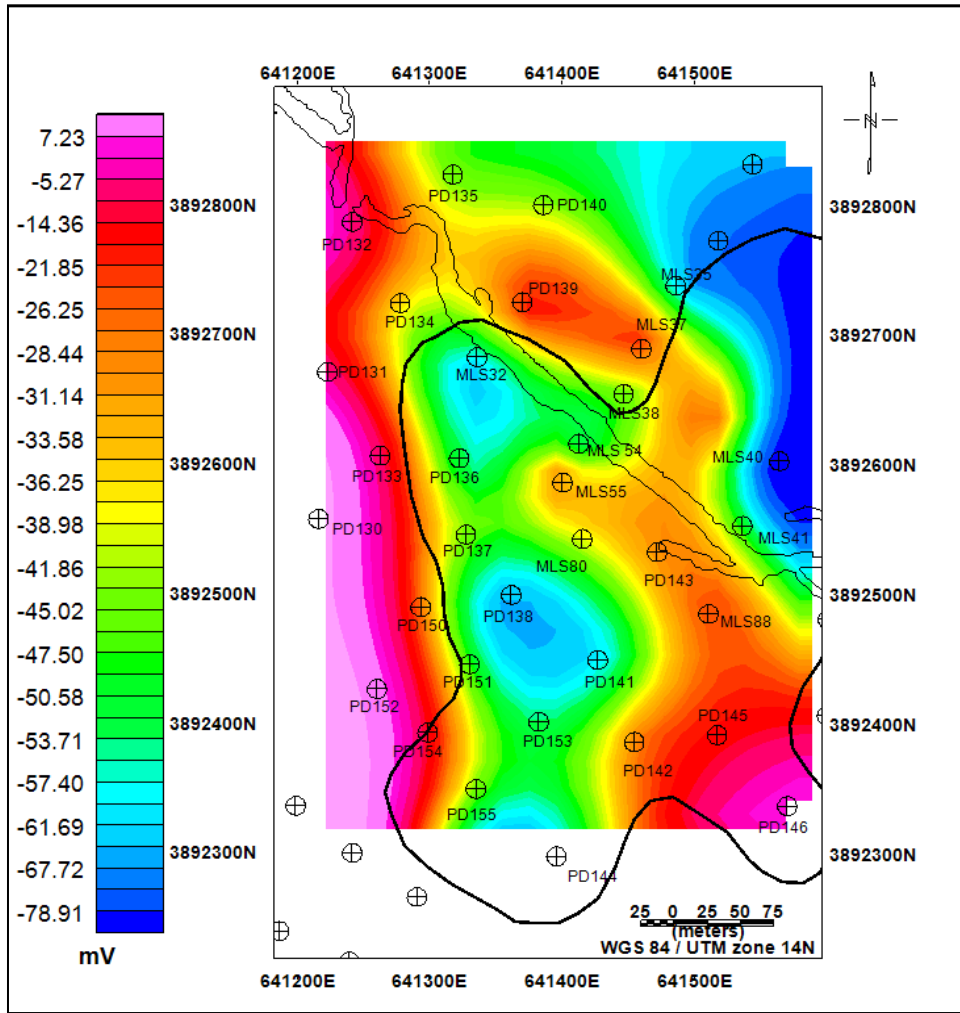 641200E 641300E 641400E 641500E
N
7.23
-5.27
-14.36
-21.85
-26.25
-28.44
-31.14
-33.58
-36.25
-38.98
-41.86
-45.02
-47.50
-50.58
-53.71
-57.40
-61.69
-67.72
-78.91
mV
3892800N 3892800N
3892700N 3892700N
3892600N 3892600N
3892500N 3892500N
3892400N 3892400N
3892300N 3892300N
PD135
PD140
PD132
MLS35
PD139
PD134
MLS37
PD131
MLS32
MLS38
MLS 54
MLS40
PD133
PD136
MLS55
PD130
MLS41
PD137
MLS80
PD143
PD138
PD150
MLS88
PD151
PD141
PD152
PD145
PD153
PD154
PD142
PD155
PD146
PD144
25 0 25 50 75
(meters)
WGS 84 / UTM zone 14N
641200E 641300E 641400E 641500E